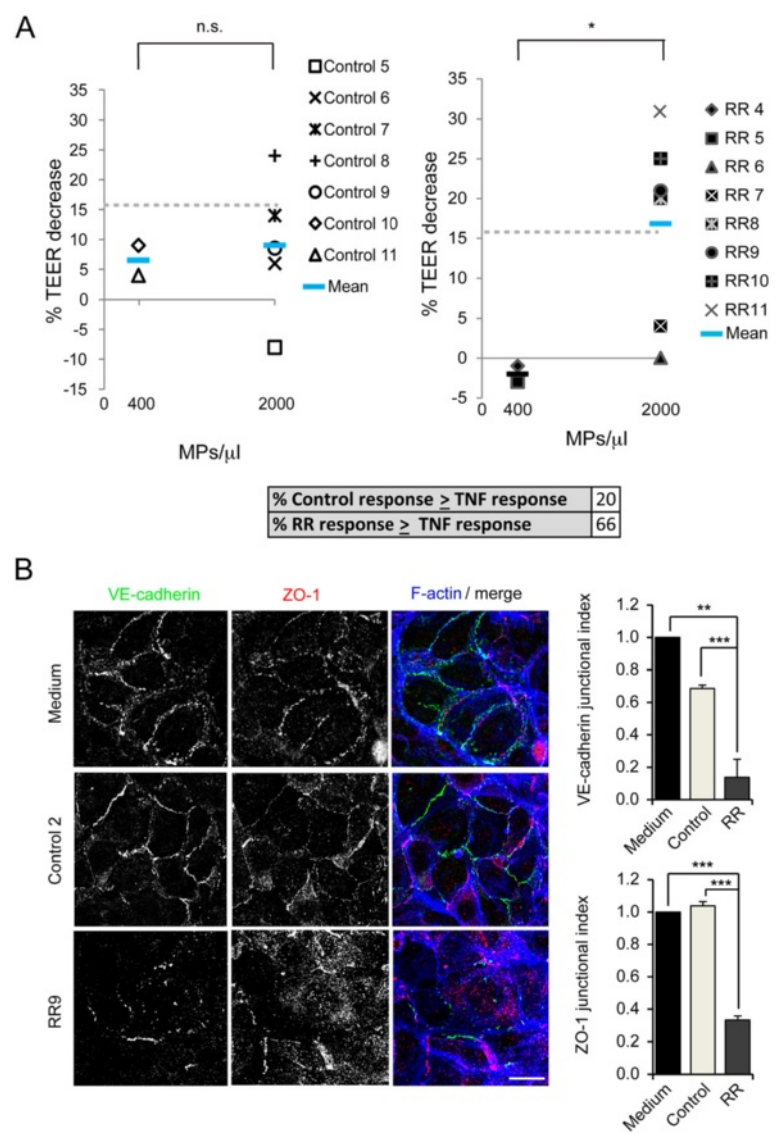 A
n.s.
% TEER decrease
35
30
25
20
15
10
5
0
-5
-10
-15
0 400 2000
MPs/µl
Control 5
Control 6
Control 7
Control 8
Control 9
Control 10
Control 11
Mean
*
% TEER decrease
35
30
25
20
15
10
5
0
-5
0 400 2000
MPs/µl
RR 4
RR 5
RR 6
RR 7
RR8
RR9
RR10
RR11
Mean
% Control response ≥ TNF response 20
% RR response ≥ TNF response 66
B
VE-cadherin ZO-1 F-actin / merge
Medium
Control 2
RR9
VE-cadherin junctional index
1.2
1.0
0.8
0.6
0.4
0.2
0.0
**
***
Medium Control RR
ZO-1 junctional index
1.2
1.0
0.8
0.6
0.4
0.2
0.0
***
***
Medium Control RR